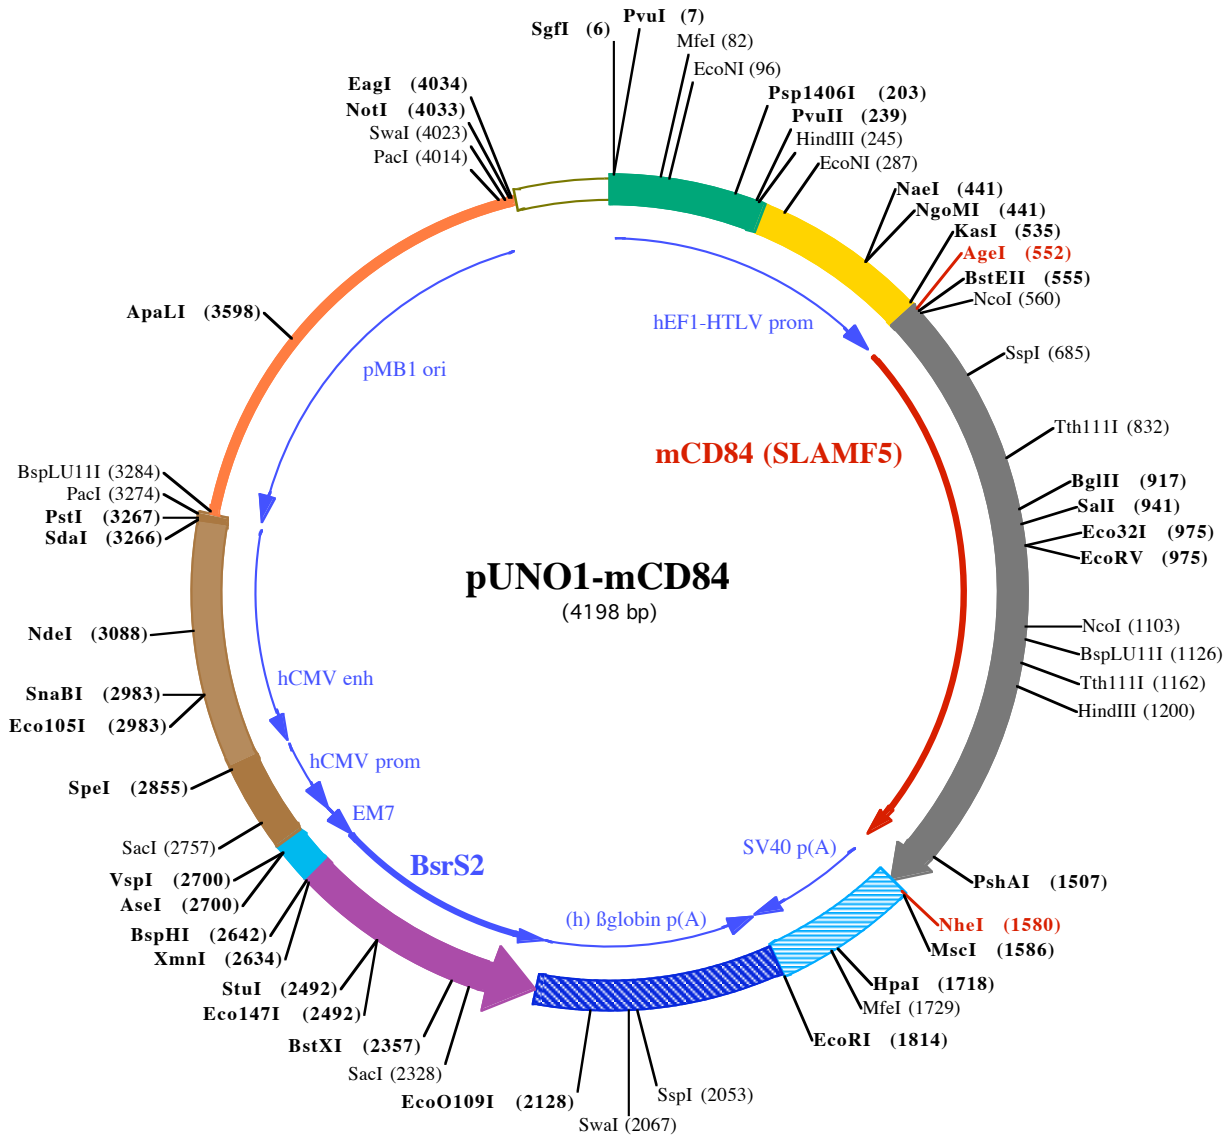 SgfI (6)
PvuI (7)
MfeI (82)
EcoNI (96)
Psp1406I (203)
PvuII (239)
HindIII (245)
EcoNI (287)
NaeI (441)
NgoMI (441)
KasI (535)
AgeI (552)
BstEII (555)
NcoI (560)
SspI (685)
Tth111I (832)
BglII (917)
SalI (941)
Eco32I (975)
EcoRV (975)
NcoI (1103)
BspLU11I (1126)
Tth111I (1162)
HindIII (1200)
PshAI (1507)
NheI (1580)
MscI (1586)
HpaI (1718)
MfeI (1729)
EcoRI (1814)
SspI (2053)
SwaI (2067)
EcoO109I (2128)
SacI (2328)
BstXI (2357)
Eco147I (2492)
StuI (2492)
XmnI (2634)
BspHI (2642)
AseI (2700)
VspI (2700)
SacI (2757)
SpeI (2855)
Eco105I (2983)
SnaBI (2983)
NdeI (3088)
SdaI (3266)
PstI (3267)
PacI (3274)
BspLU11I (3284)
ApaLI (3598)
PacI (4014)
SwaI (4023)
NotI (4033)
EagI (4034)
hEF1-HTLV prom
mCD84 (SLAMF5)
SV40 p(A)
(h) ßglobin p(A)
BsrS2
EM7
hCMV prom
hCMV enh
pMB1 ori
pUNO1-mCD84
(4198 bp)